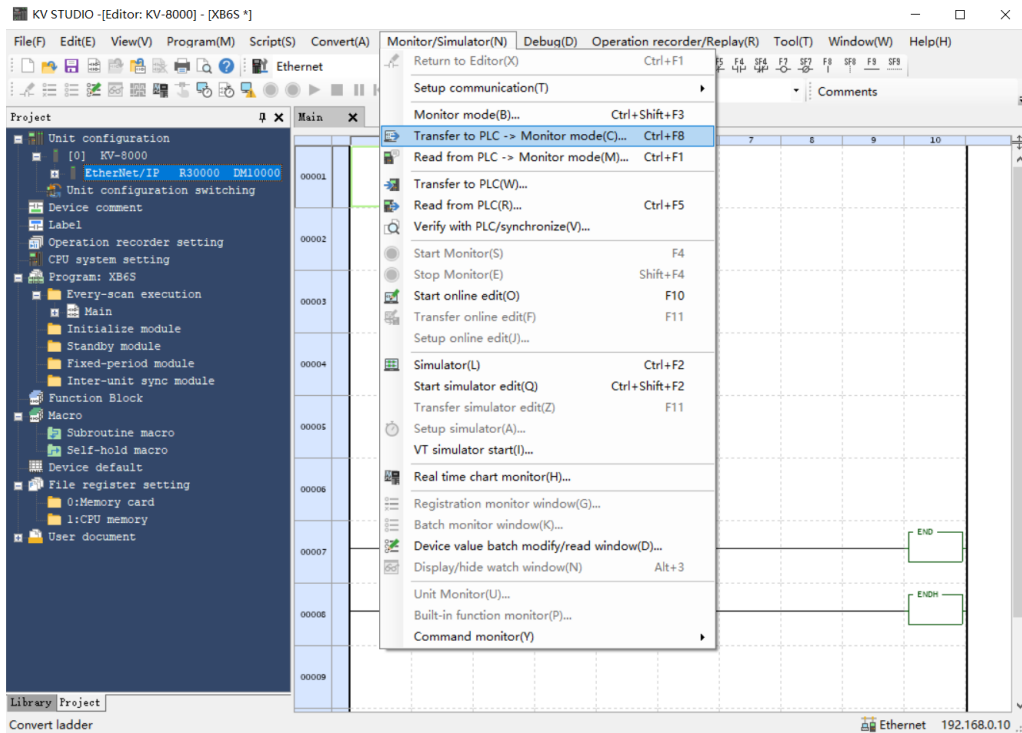 KV STUDIO -[Editor: KV-8000] - [XB6S *]
File(F) Edit(E) View(V) Program(M) Script(S) Convert(A) Monitor/Simulator(N) Debug(D) Operation recorder/Replay(R) Tool(T) Window(W) Help(H)
Ethernet
F5 F4 SF4 F7 SF7 F8 SF8 F9 SF9
Comments
Project
Unit configuration
[0] KV-8000
EtherNet/IP R30000 DM10000
Unit configuration switching
Device comment
Label
Operation recorder setting
CPU system setting
Program: XB6S
Every-scan execution
Main
Initialize module
Standby module
Fixed-period module
Inter-unit sync module
Function Block
Macro
Subroutine macro
Self-hold macro
Device default
File register setting
0:Memory card
1:CPU memory
User document
Library Project
Main
Return to Editor(X) Ctrl+F1
Setup communication(T)
Monitor mode(B)... Ctrl+Shift+F3
Transfer to PLC -> Monitor mode(C)... Ctrl+F8
Read from PLC -> Monitor mode(M)... Ctrl+F1
Transfer to PLC(W)...
Read from PLC(R)... Ctrl+F5
Verify with PLC/synchronize(V)...
Start Monitor(S) F4
Stop Monitor(E) Shift+F4
Start online edit(O) F10
Transfer online edit(F) F11
Setup online edit(J)...
Simulator(L) Ctrl+F2
Start simulator edit(Q) Ctrl+Shift+F2
Transfer simulator edit(Z) F11
Setup simulator(A)...
VT simulator start(I)...
Real time chart monitor(H)...
Registration monitor window(G)...
Batch monitor window(K)...
Device value batch modify/read window(D)...
Display/hide watch window(N) Alt+3
Unit Monitor(U)...
Built-in function monitor(P)...
Command monitor(Y)
7 8 9 10
00001
00002
00003
00004
00005
00006
00007
END
00008
ENDH
00009
Convert ladder
Ethernet 192.168.0.10